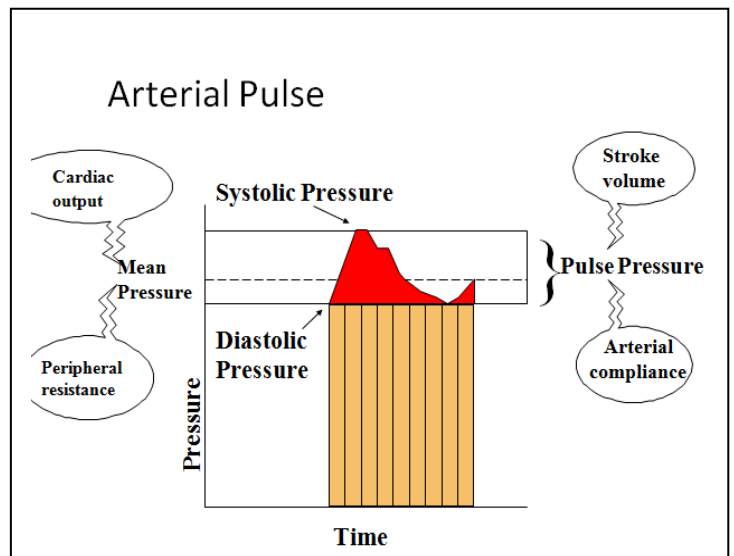 Arterial Pulse
Cardiac
output
Stroke
volume
Systolic Pressure
Mean
Pressure
Pulse Pressure
Diastolic
Pressure
Peripheral
resistance
Arterial
compliance
Pressure
Time